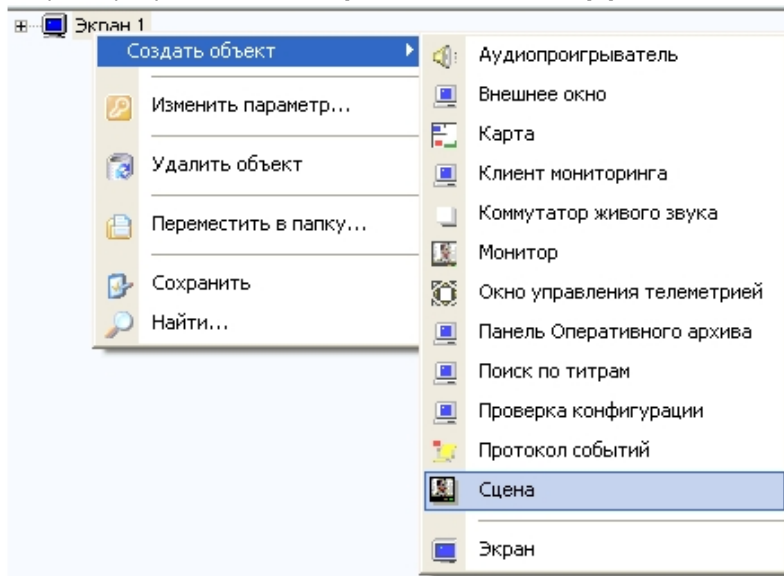 Экран 1
Создать объект
Изменить параметр...
Удалить объект
Переместить в папку...
Сохранить
Найти...
Аудиопроигрыватель
Внешнее окно
Карта
Клиент мониторинга
Коммутатор живого звука
Монитор
Окно управления телеметрией
Панель Оперативного архива
Поиск по титрам
Проверка конфигурации
Протокол событий
Сцена
Экран